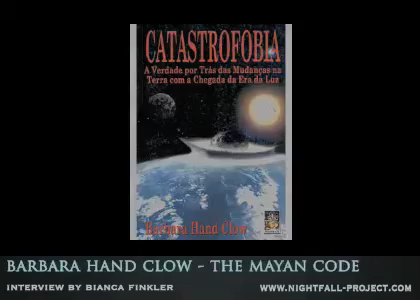 CATASTROFOBIA
A Verdade por Trás das Mudanças na
Terra com a Chegada da Era da Luz
Barbara Hand Clow
BARBARA HAND CLOW - THE MAYAN CODE
INTERVIEW BY BIANCA FINKLER
WWW.NIGHTFALL-PROJECT.COM